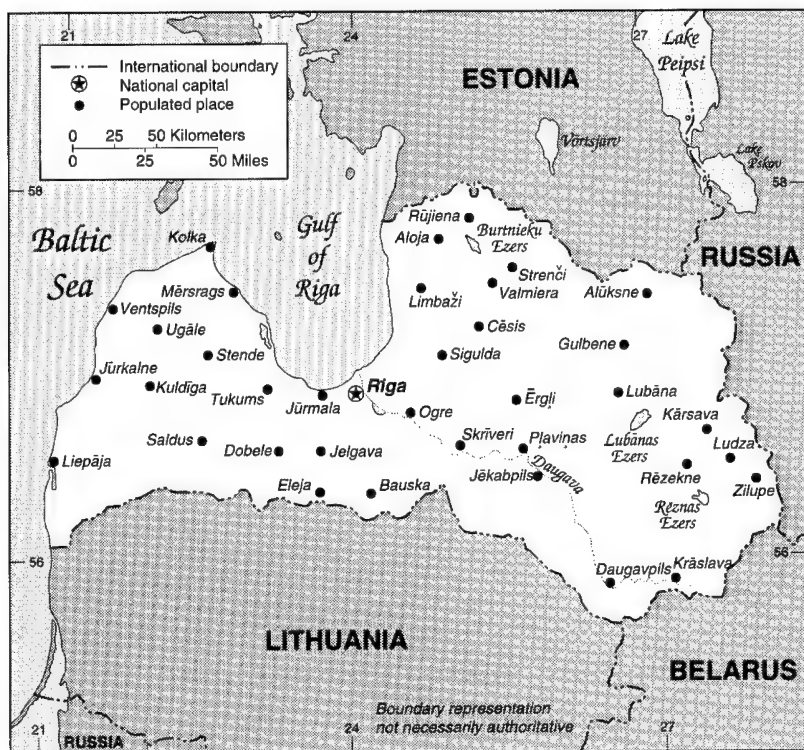 21
24
27
International boundary
National capital
Populated place
0 25 50 Kilometers
0 25 50 Miles
Lake
Peipsi
ESTONIA
Võrtsjärv
Lake
Pskov
58
58
Baltic
Sea
Gulf
of
Riga
RUSSIA
Kolka
Rūjiena
Aloja
Burtnieku
Ezers
Strenči
Valmiera
Limbaži
Alūksne
Mērsrags
Ventspils
Ugāle
Cēsis
Gulbene
Stende
Sigulda
Jūrkalne
Kuldīga
Tukums
Jūrmala
Rīga
Ērgļi
Lubāna
Ogre
Kārsava
Lubānas
Ezers
Saldus
Dobele
Jelgava
Skrīveri
Pļaviņas
Ludza
Liepāja
Jēkabpils
Daugava
Rēzekne
Zilupe
Eleja
Bauska
Rēznas
Ezers
56
56
Daugavpils
Krāslava
LITHUANIA
BELARUS
Boundary representation
not necessarily authoritative
21
RUSSIA
24
27